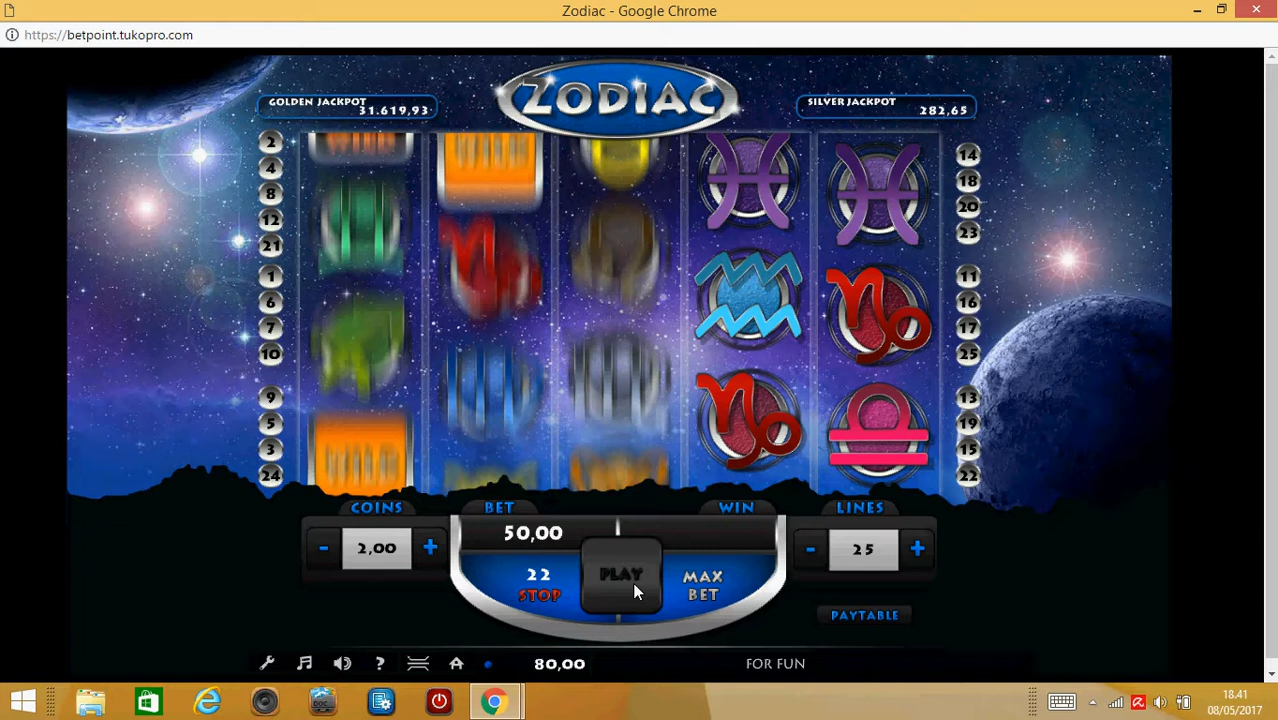 Zodiac - Google Chrome
https://betpoint.tukopro.com
GOLDEN JACKPOT
31.619,93
ZODIAC
SILVER JACKPOT
282,65
2
4
8
12
21
1
6
7
10
9
5
3
24
14
18
20
23
11
16
17
25
13
19
15
22
COINS
BET
WIN
LINES
- 2,00 +
50,00
- 25 +
22
STOP
PLAY
MAX
BET
PAYTABLE
?
80,00
FOR FUN
DOC
18.41
08/05/2017